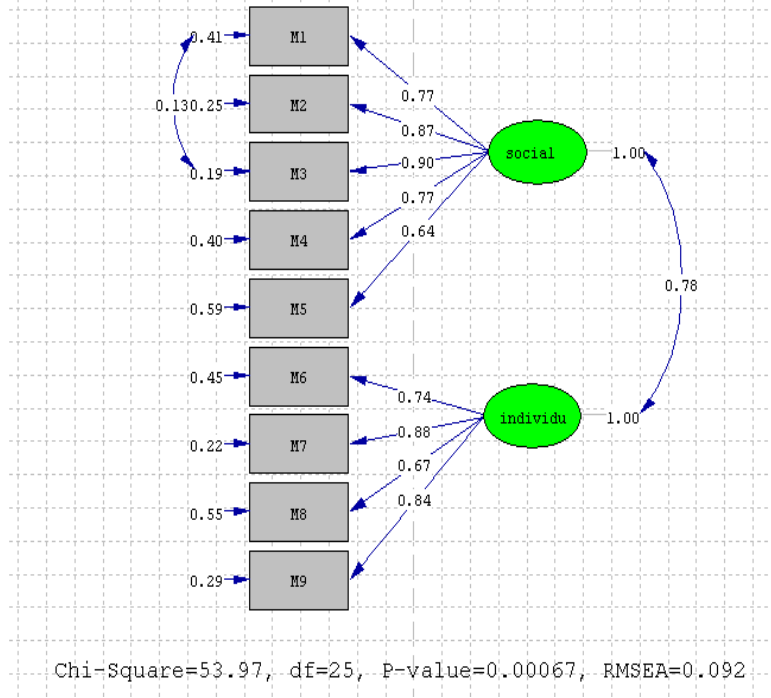 0.41 M1
0.77
0.130.25 M2
0.87
social 1.00
0.19 M3
0.90
0.77
0.40 M4
0.64
0.78
0.59 M5
0.45 M6
0.74
individu 1.00
0.22 M7
0.88
0.67
0.55 M8
0.84
0.29 M9
Chi-Square=53.97, df=25, P-value=0.00067, RMSEA=0.092